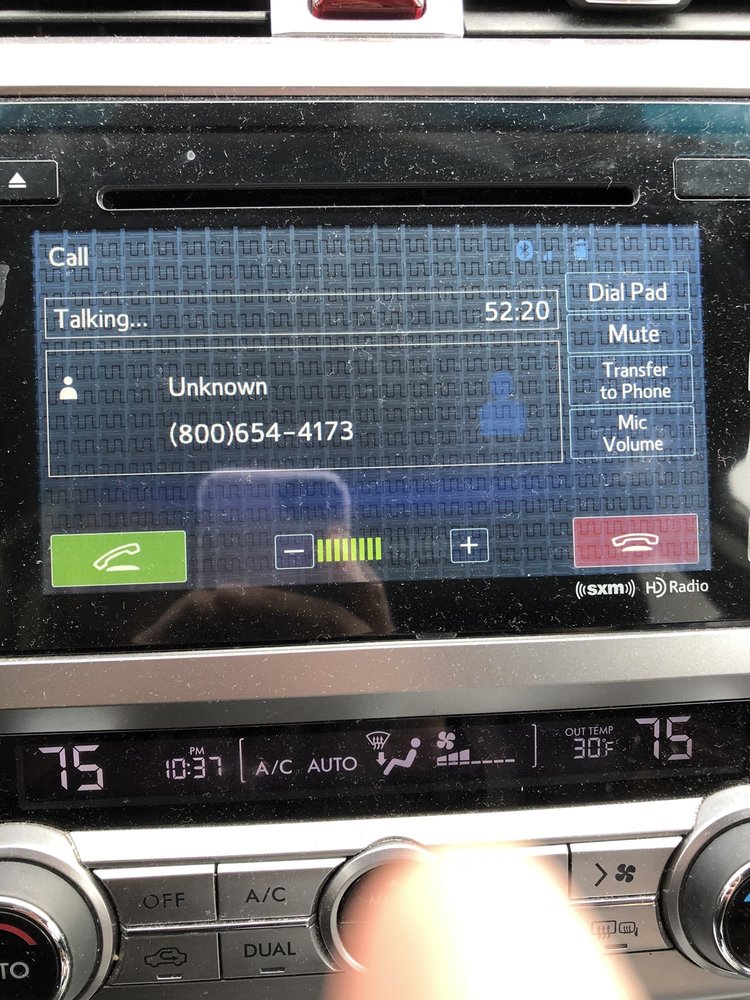 Call
Talking...
52:20
Unknown
(800)654-4173
Dial Pad
Mute
Transfer
to Phone
Mic
Volume
−
+
((sxm)) HD Radio
75
PM
10:37
A/C AUTO
OUT TEMP
30°F
75
OFF
A/C
DUAL
TO